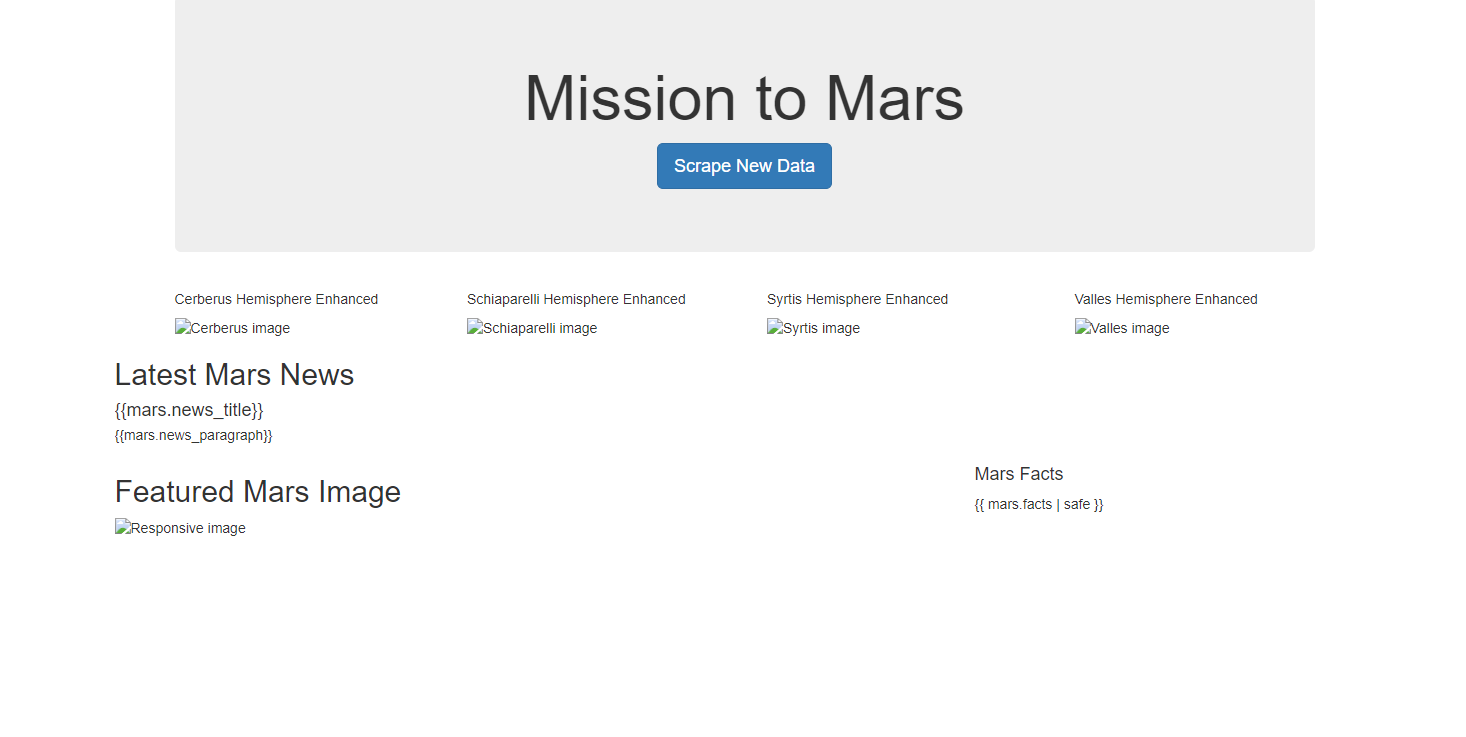 Mission to Mars
Scrape New Data
Cerberus Hemisphere Enhanced
Schiaparelli Hemisphere Enhanced
Syrtis Hemisphere Enhanced
Valles Hemisphere Enhanced
Cerberus image
Schiaparelli image
Syrtis image
Valles image
Latest Mars News
{{mars.news_title}}
{{mars.news_paragraph}}
Featured Mars Image
Responsive image
Mars Facts
{{ mars.facts | safe }}